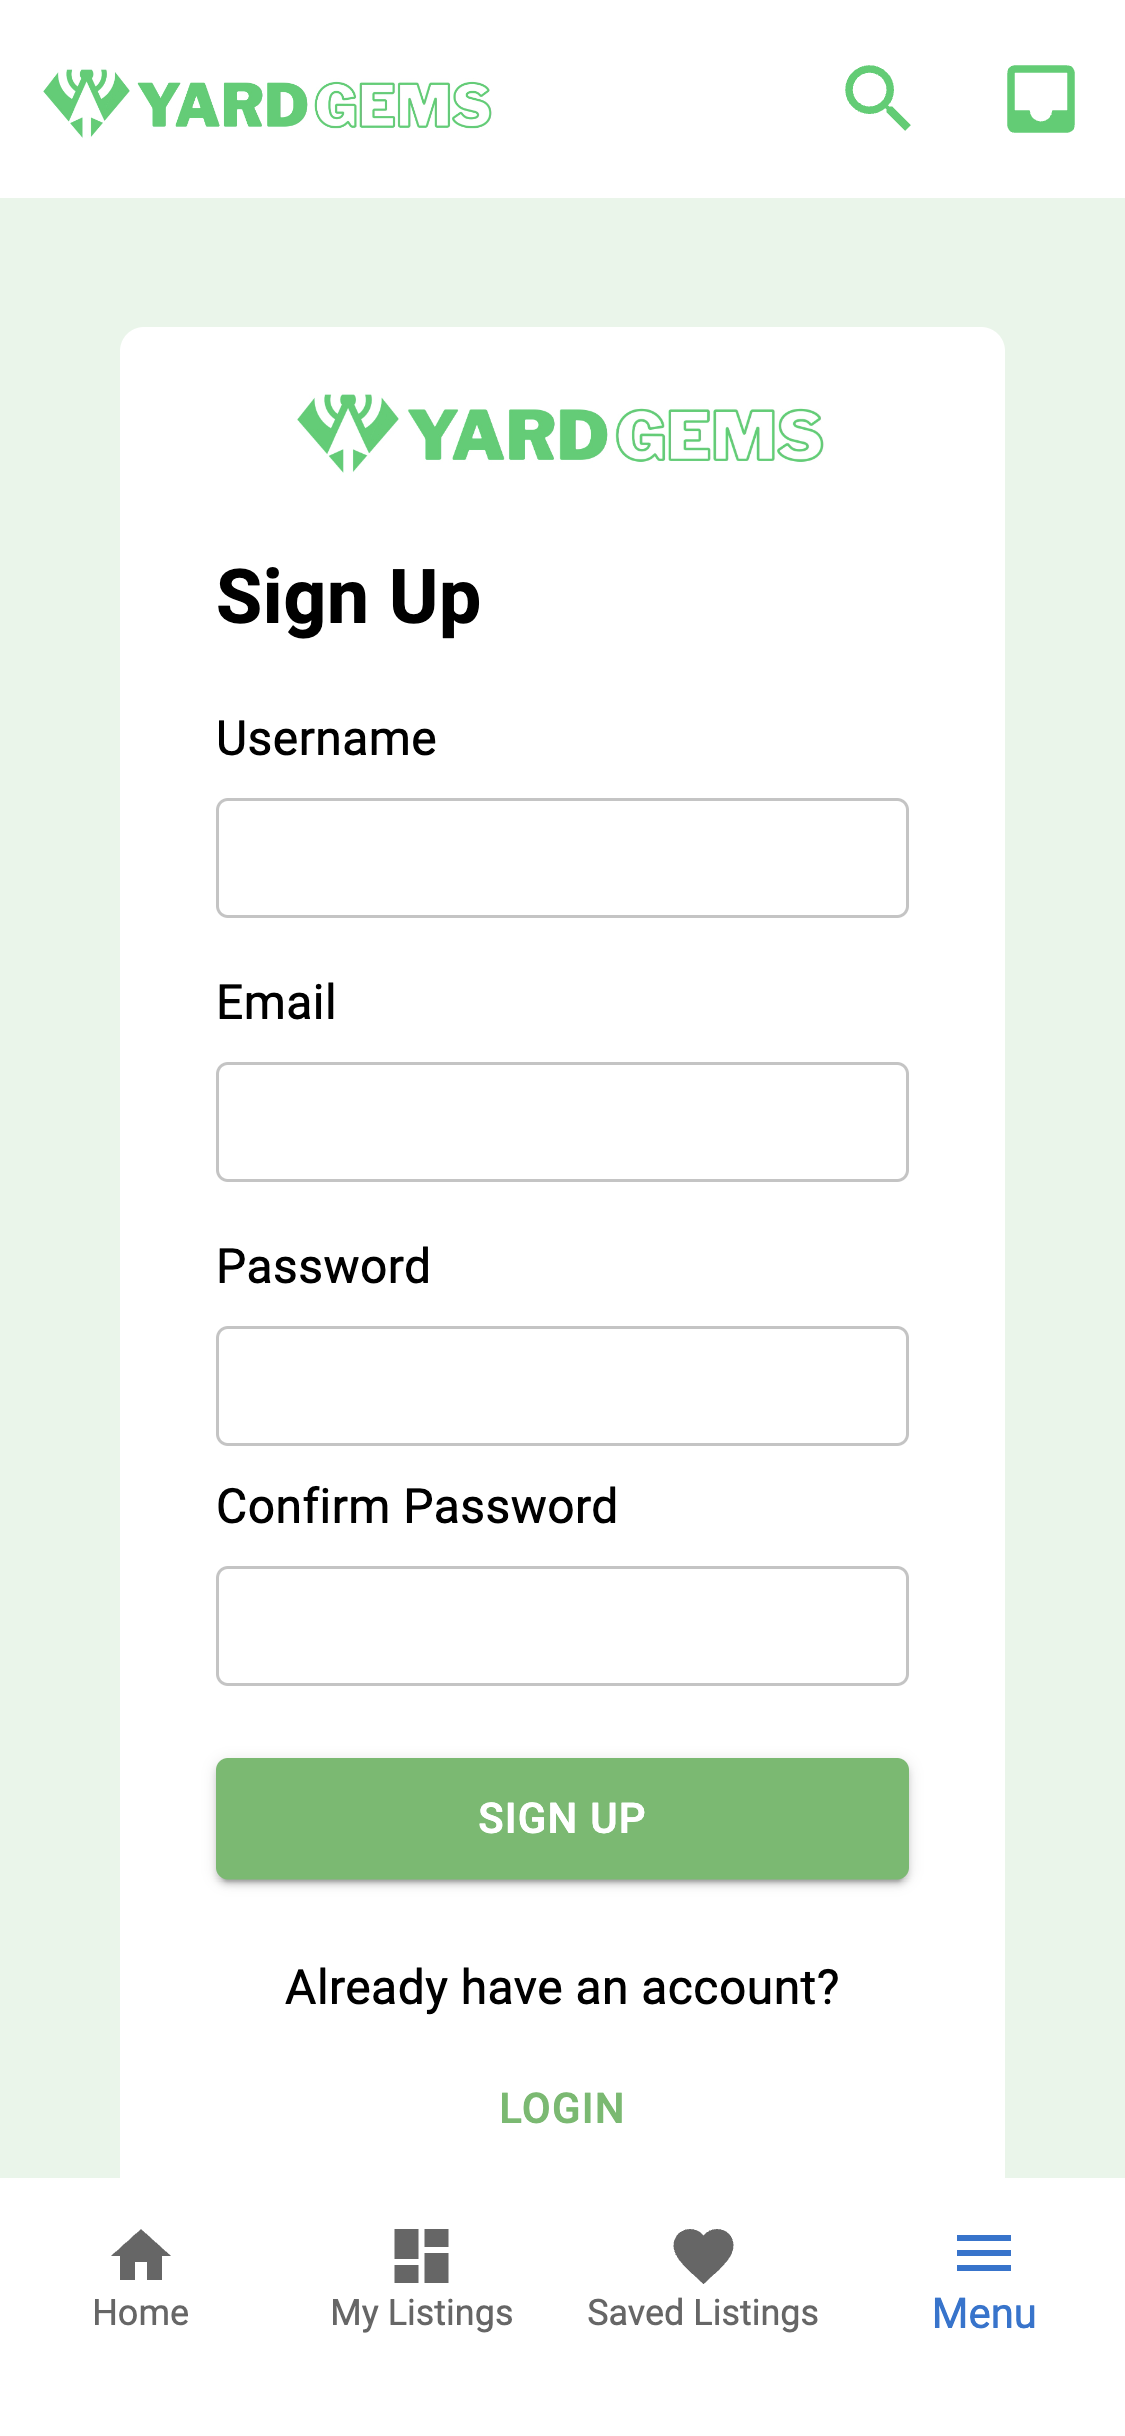 YARD GEMS
YARD GEMS
Sign Up
Username
Email
Password
Confirm Password
SIGN UP
Already have an account?
LOGIN
Home
My Listings
Saved Listings
Menu